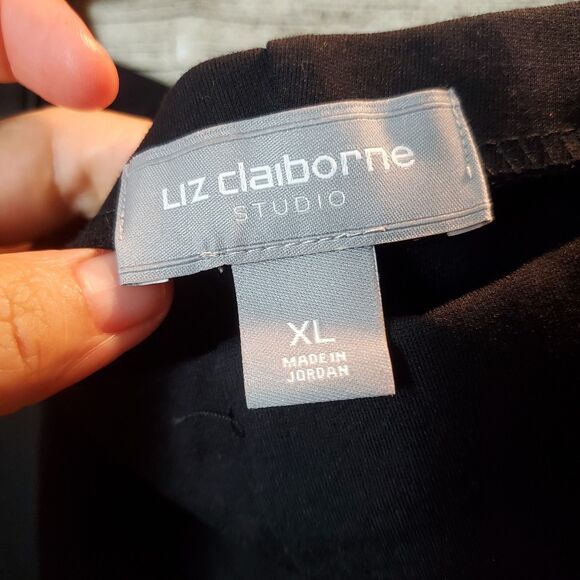 LIZ claiborne
STUDIO
XL
MADE IN
JORDAN